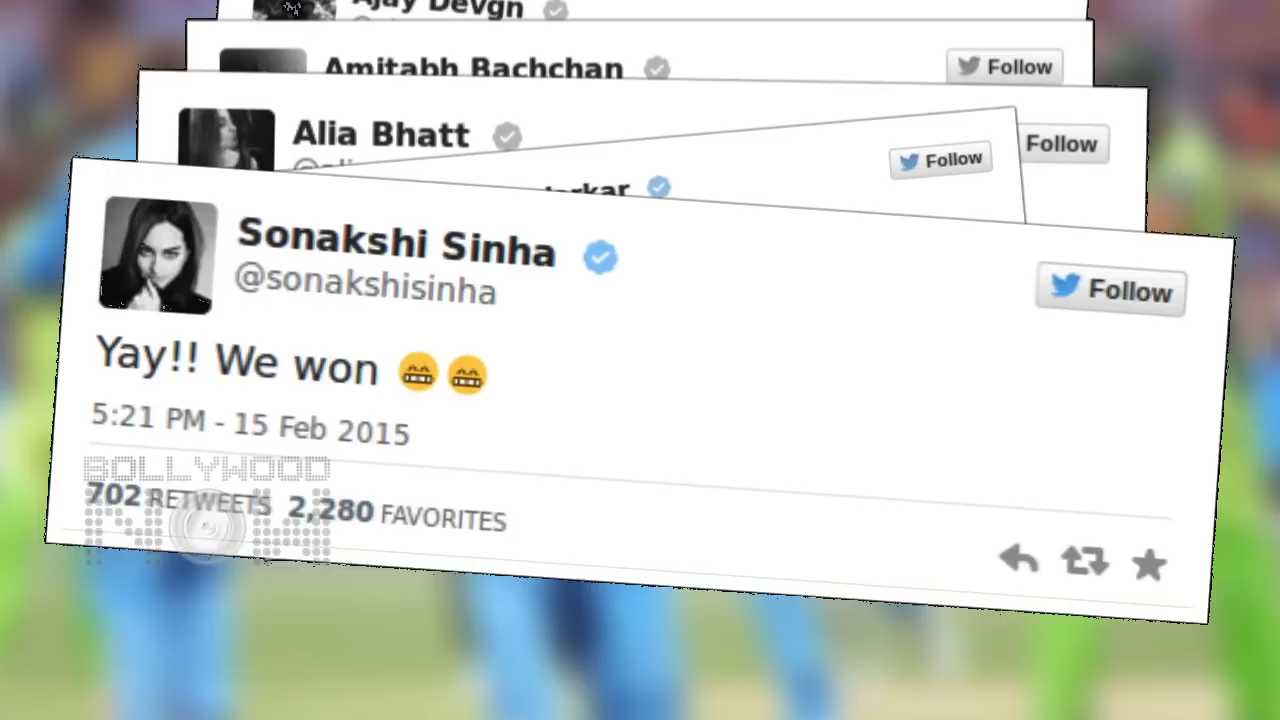 Ajay Devgn
Amitabh Bachchan
Follow
Alia Bhatt
Follow
Follow
Sonakshi Sinha
@sonakshisinha
Follow
Yay!! We won 😁😁
5:21 PM - 15 Feb 2015
BOLLYWOOD
702 RETWEETS 2,280 FAVORITES
NOW